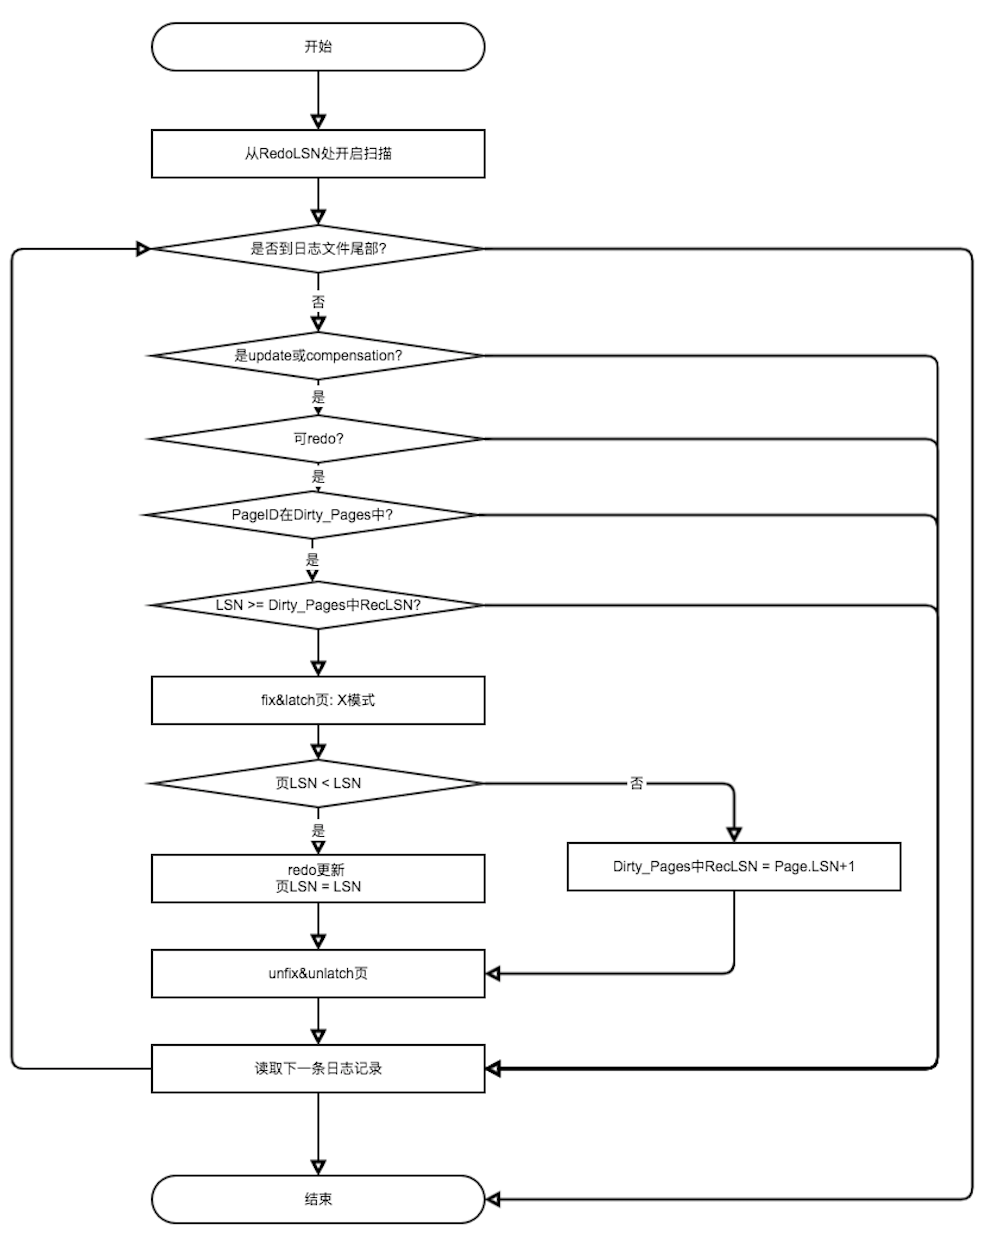 开始
从RedoLSN处开启扫描
是否到日志文件尾部?
否
是update或compensation?
是
可redo?
是
PageID在Dirty_Pages中?
是
LSN >= Dirty_Pages中RecLSN?
fix&latch页: X模式
页LSN < LSN
否
是
Dirty_Pages中RecLSN = Page.LSN+1
redo更新
页LSN = LSN
unfix&unlatch页
读取下一条日志记录
结束